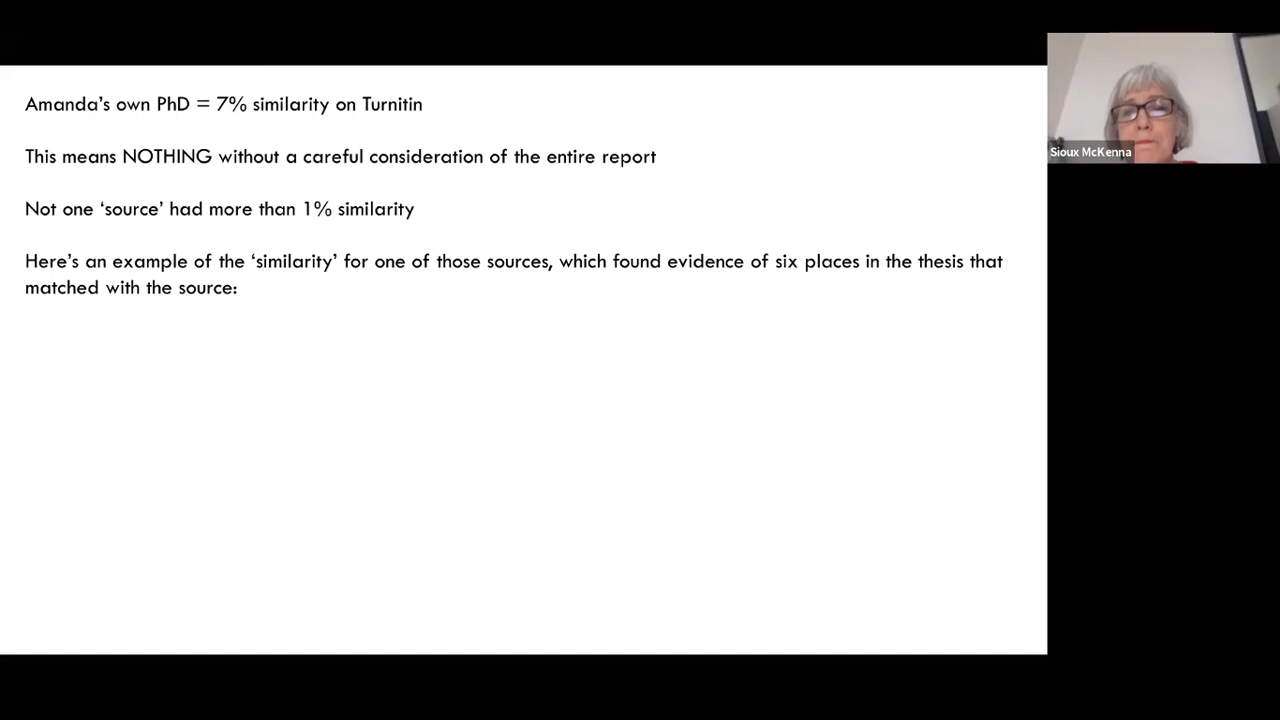 Amanda’s own PhD = 7% similarity on Turnitin
This means NOTHING without a careful consideration of the entire report
Not one ‘source’ had more than 1% similarity
Here’s an example of the ‘similarity’ for one of those sources, which found evidence of six places in the thesis that
matched with the source:
Sioux McKenna